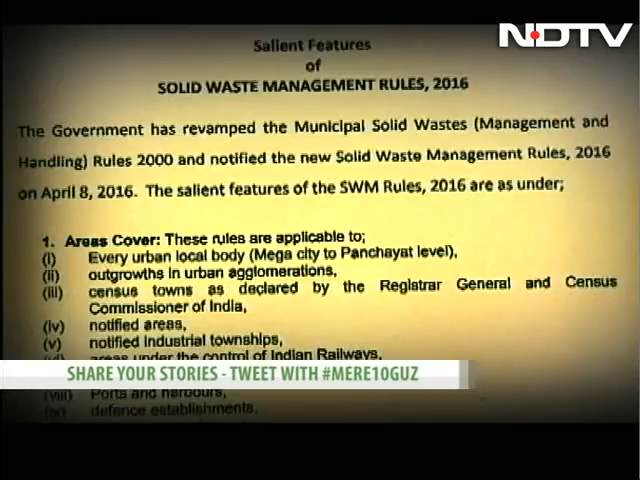 NDTV
Salient Features
of
SOLID WASTE MANAGEMENT RULES, 2016
The Government has revamped the Municipal Solid Wastes (Management and
Handling) Rules 2000 and notified the new Solid Waste Management Rules, 2016
on April 8, 2016. The salient features of the SWM Rules, 2016 are as under;
1. Areas Cover: These rules are applicable to;
(i) Every urban local body (Mega city to Panchayat level),
(ii) outgrowths in urban agglomerations,
(iii) census towns as declared by the Registrar General and Census
Commissioner of India,
(iv) notified areas,
(v) notified industrial townships,
areas under the control of Indian Railways,
SHARE YOUR STORIES - TWEET WITH #MERE10GUZ
(viii) Ports and harbours,
defence establishments,